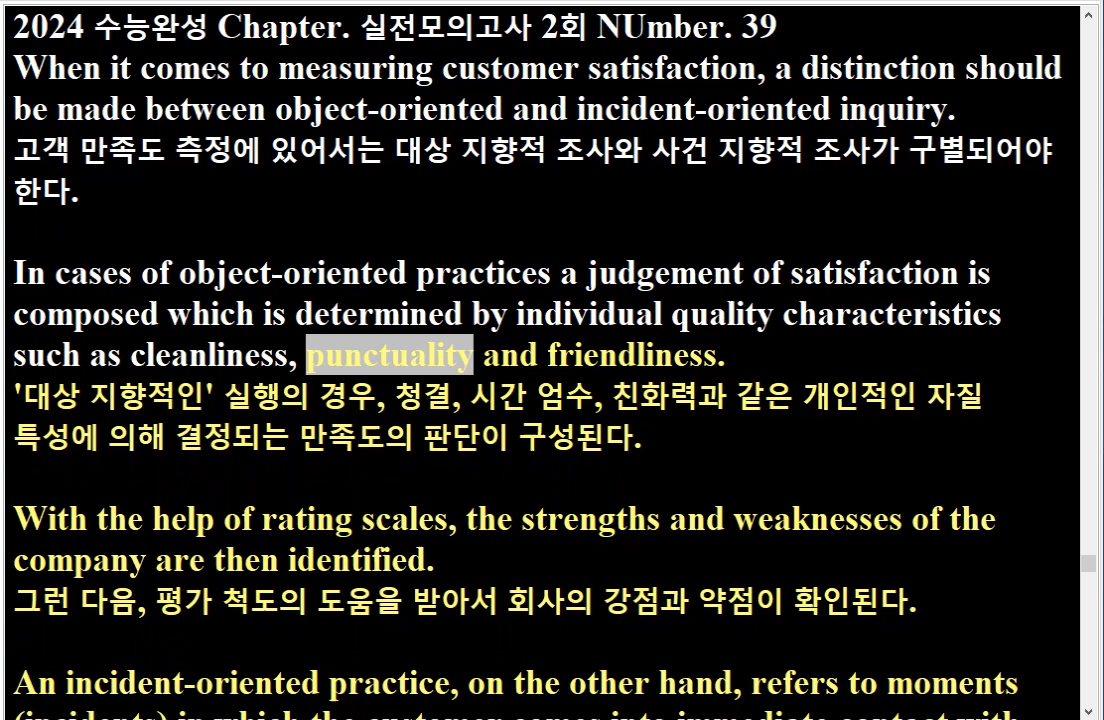 2024 수능완성 Chapter. 실전모의고사 2회 NUmber. 39
When it comes to measuring customer satisfaction, a distinction should
be made between object-oriented and incident-oriented inquiry.
고객 만족도 측정에 있어서는 대상 지향적 조사와 사건 지향적 조사가 구별되어야
한다.
In cases of object-oriented practices a judgement of satisfaction is
composed which is determined by individual quality characteristics
such as cleanliness, punctuality and friendliness.
'대상 지향적인' 실행의 경우, 청결, 시간 엄수, 친화력과 같은 개인적인 자질
특성에 의해 결정되는 만족도의 판단이 구성된다.
With the help of rating scales, the strengths and weaknesses of the
company are then identified.
그런 다음, 평가 척도의 도움을 받아서 회사의 강점과 약점이 확인된다.
An incident-oriented practice, on the other hand, refers to moments
(incidents) in which the customer comes into immediate contact with